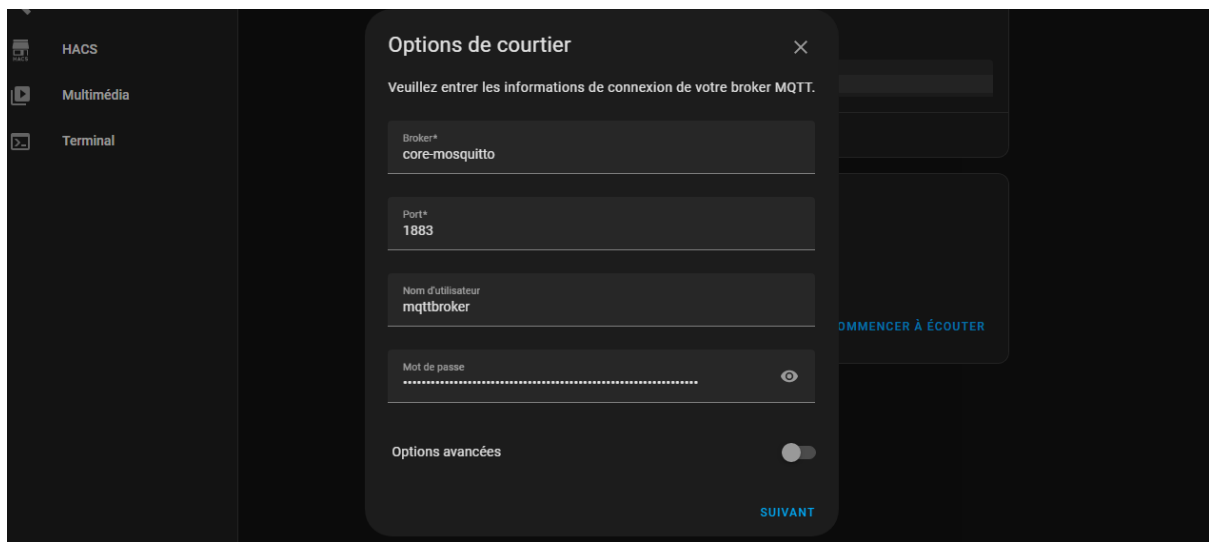 HACS
HACS
Multimédia
Terminal
Options de courtier
Veuillez entrer les informations de connexion de votre broker MQTT.
Broker*
core-mosquitto
Port*
1883
Nom d'utilisateur
mqttbroker
Mot de passe
••••••••••••••••••••••••••••••••••••••••••••••••••••••••••••••••
Options avancées
SUIVANT
OMMENCER À ÉCOUTER